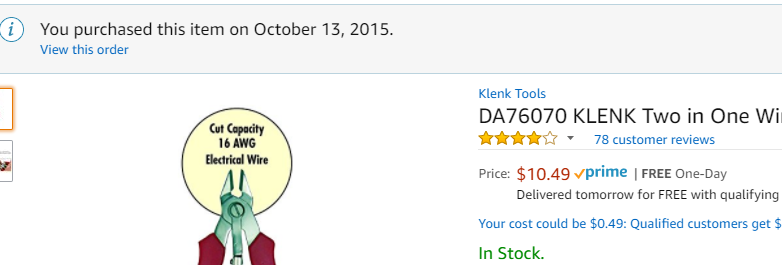 You purchased this item on October 13, 2015.
View this order
Klenk Tools
DA76070 KLENK Two in One
78 customer reviews
Price: $10.49 prime | FREE One-Day
Delivered tomorrow for FREE with qualifying
Your cost could be $0.49: Qualified customers get $
In Stock.
Cut Capacity
16 AWG
Electrical Wire